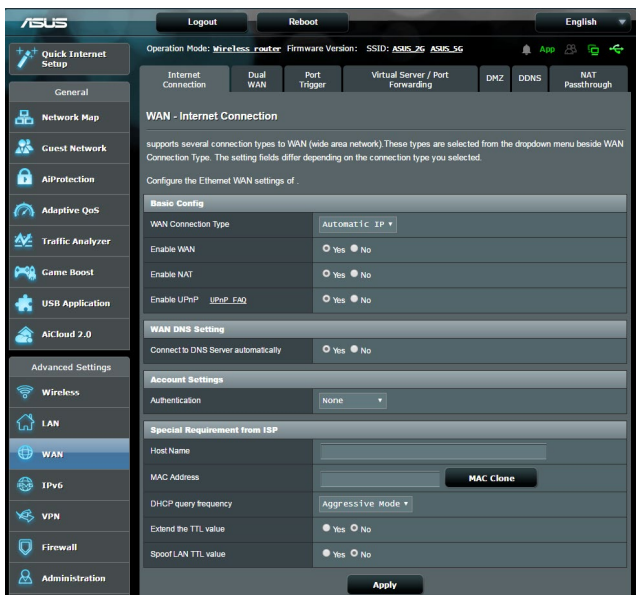 ASUS
Logout
Reboot
English
Quick Internet
Setup
Operation Mode: Wireless router Firmware Version: SSID: ASUS_2G ASUS_5G
App
General
Network Map
Guest Network
AiProtection
Adaptive QoS
Traffic Analyzer
Game Boost
USB Application
AiCloud 2.0
Advanced Settings
Wireless
LAN
WAN
IPv6
VPN
Firewall
Administration
Internet
Connection
Dual
WAN
Port
Trigger
Virtual Server / Port
Forwarding
DMZ
DDNS
NAT
Passthrough
WAN - Internet Connection
supports several connection types to WAN (wide area network).These types are selected from the dropdown menu beside WAN
Connection Type. The setting fields differ depending on the connection type you selected.
Configure the Ethernet WAN settings of .
Basic Config
WAN Connection Type Automatic IP
Enable WAN Yes No
Enable NAT Yes No
Enable UPnP UPnP FAQ Yes No
WAN DNS Setting
Connect to DNS Server automatically Yes No
Account Settings
Authentication None
Special Requirement from ISP
Host Name
MAC Address MAC Clone
DHCP query frequency Aggressive Mode
Extend the TTL value Yes No
Spoof LAN TTL value Yes No
Apply